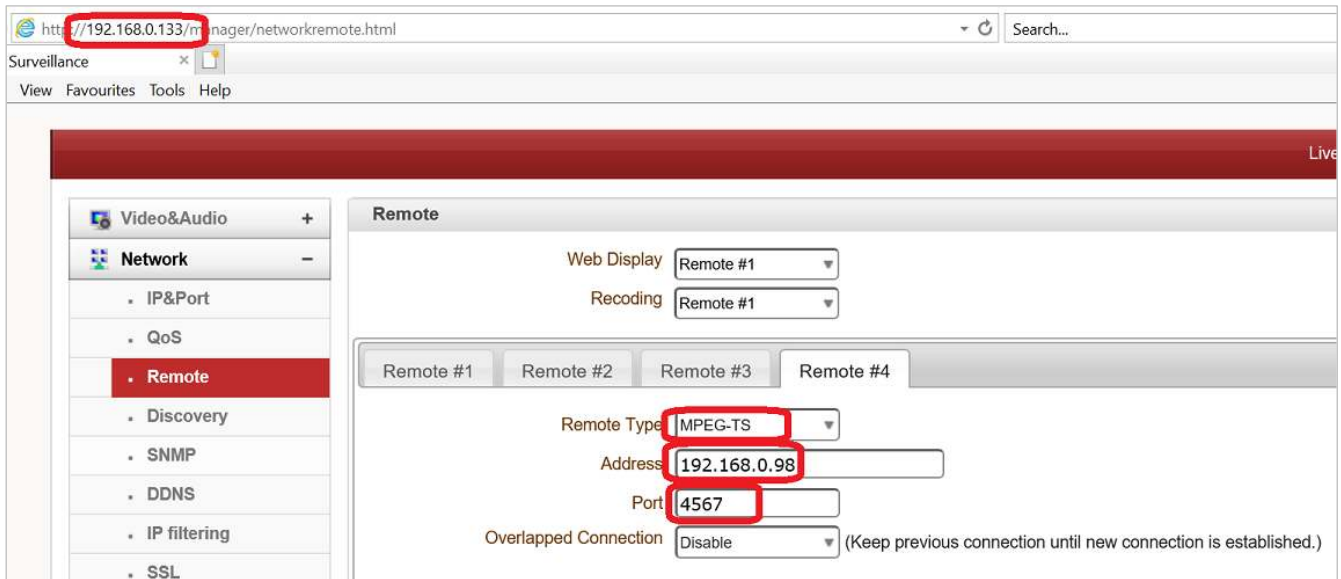 http://192.168.0.133/manager/networkremote.html
Search...
Surveillance
View Favourites Tools Help
Live
Video&Audio
Network
IP&Port
QoS
Remote
Discovery
SNMP
DDNS
IP filtering
SSL
Remote
Web Display Remote #1
Recoding Remote #1
Remote #1 Remote #2 Remote #3 Remote #4
Remote Type MPEG-TS
Address 192.168.0.98
Port 4567
Overlapped Connection Disable (Keep previous connection until new connection is established.)